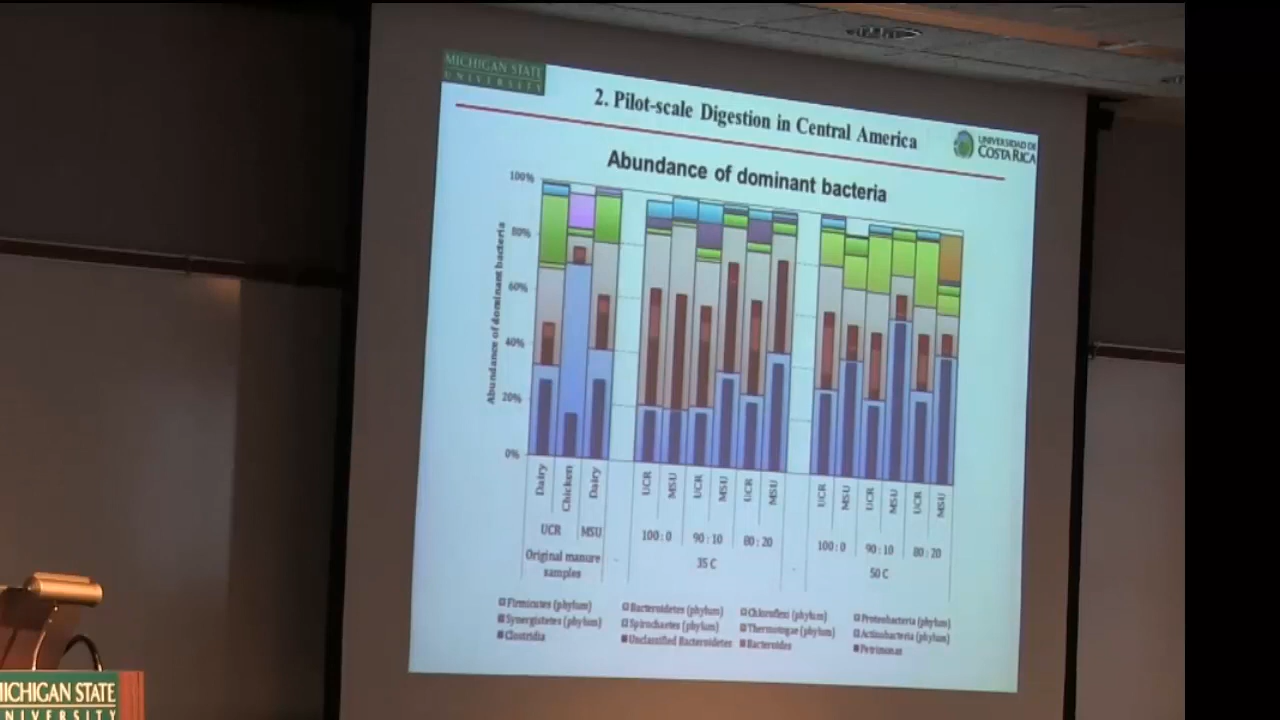 MICHIGAN STATE
UNIVERSITY
2. Pilot-scale Digestion in Central America
UNIVERSIDAD DE
COSTA RICA
Abundance of dominant bacteria
Abundance of dominant bacteria
100%
80%
60%
40%
20%
0%
Dairy Chicken Dairy UCR MSU UCR MSU UCR MSU UCR MSU UCR MSU UCR MSU
UCR MSU 100:0 90:10 80:20 100:0 90:10 80:20
Original manure samples 35 C 50 C
Firmicutes (phylum) Bacteroidetes (phylum) Chloroflexi (phylum) Proteobacteria (phylum)
Synergistetes (phylum) Spirochaetes (phylum) Thermotogae (phylum) Actinobacteria (phylum)
Clostridia Unclassified Bacteroidetes Bacteroides Petrimonas
MICHIGAN STATE
UNIVERSITY